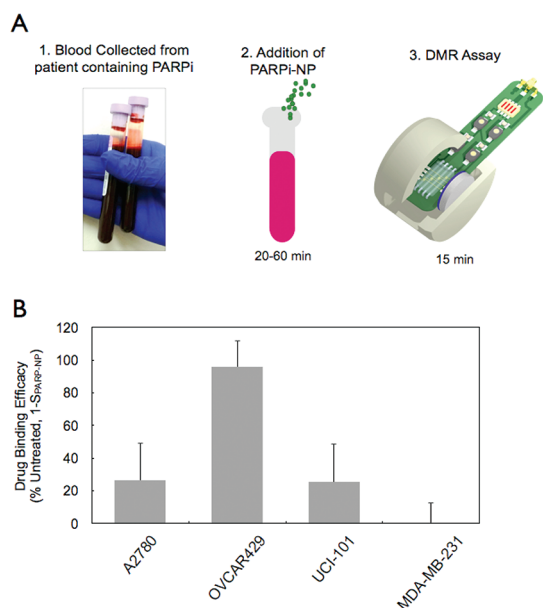 A
1. Blood Collected from
patient containing PARPi
2. Addition of
PARPi-NP
3. DMR Assay
20-60 min
15 min
B
Drug Binding Efficacy
(% Untreated, 1-SPARP-NP)
120
100
80
60
40
20
0
A2780
OVCAR429
UCI-101
MDA-MB-231